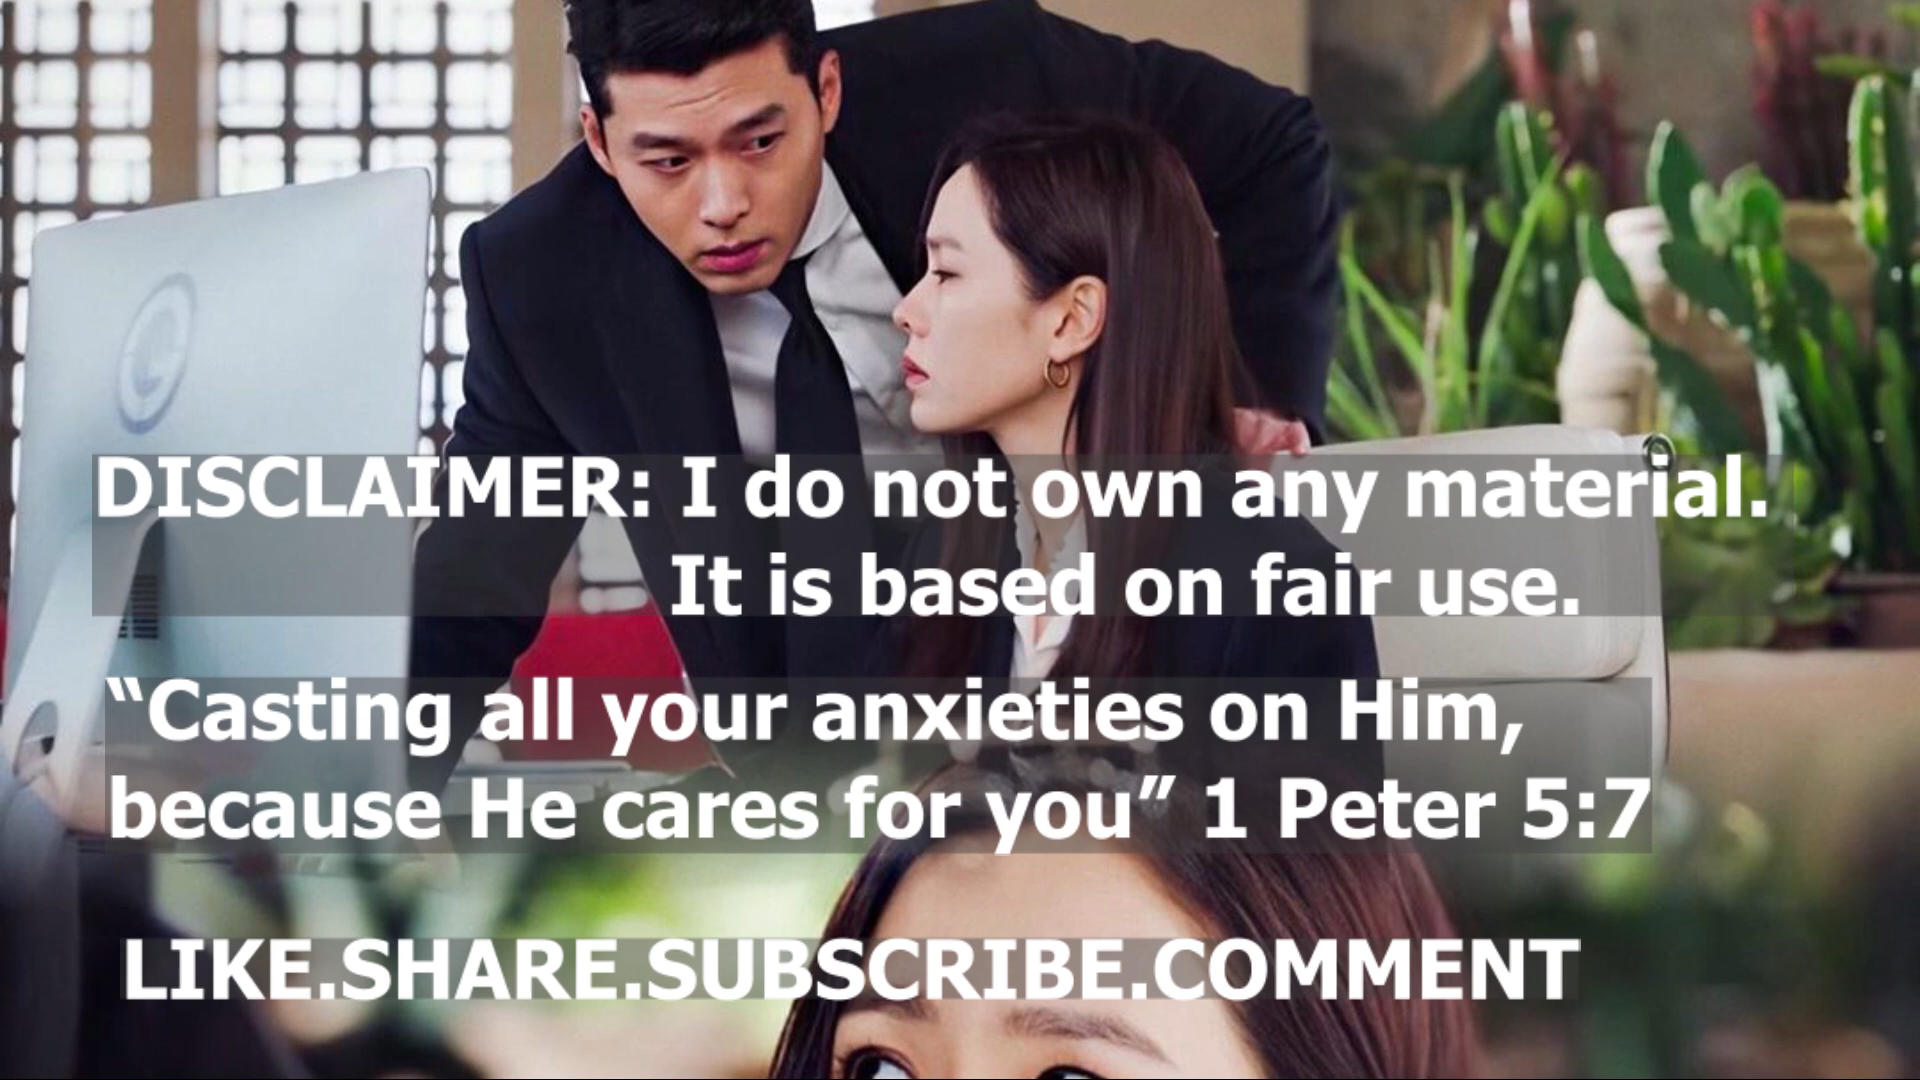 DISCLAIMER: I do not own any material.
It is based on fair use.
“Casting all your anxieties on Him,
because He cares for you” 1 Peter 5:7
LIKE.SHARE.SUBSCRIBE.COMMENT